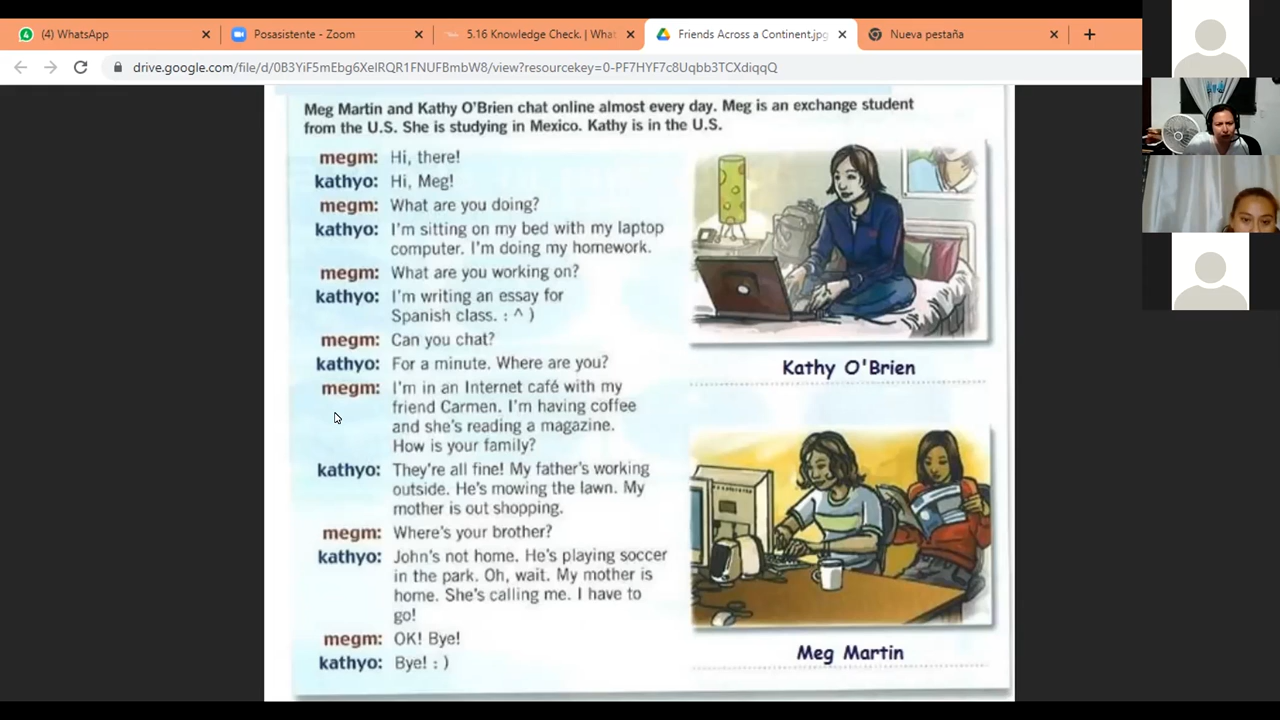 (4) WhatsApp
Posasistente - Zoom
5.16 Knowledge Check. | What
Friends Across a Continent.jpg
Nueva pestaña
drive.google.com/file/d/0B3YiF5mEbg6XelRQR1FNUFBmbW8/view?resourcekey=0-PF7HYF7c8Uqbb3TCXdiqqQ
Meg Martin and Kathy O'Brien chat online almost every day. Meg is an exchange student
from the U.S. She is studying in Mexico. Kathy is in the U.S.
megm: Hi, there!
kathyo: Hi, Meg!
megm: What are you doing?
kathyo: I'm sitting on my bed with my laptop
computer. I'm doing my homework.
megm: What are you working on?
kathyo: I'm writing an essay for
Spanish class. : ^ )
megm: Can you chat?
kathyo: For a minute. Where are you?
megm: I'm in an Internet café with my
friend Carmen. I'm having coffee
and she's reading a magazine.
How is your family?
kathyo: They're all fine! My father's working
outside. He's mowing the lawn. My
mother is out shopping.
megm: Where's your brother?
kathyo: John's not home. He's playing soccer
in the park. Oh, wait. My mother is
home. She's calling me. I have to
go!
megm: OK! Bye!
kathyo: Bye! : )
Kathy O'Brien
Meg Martin